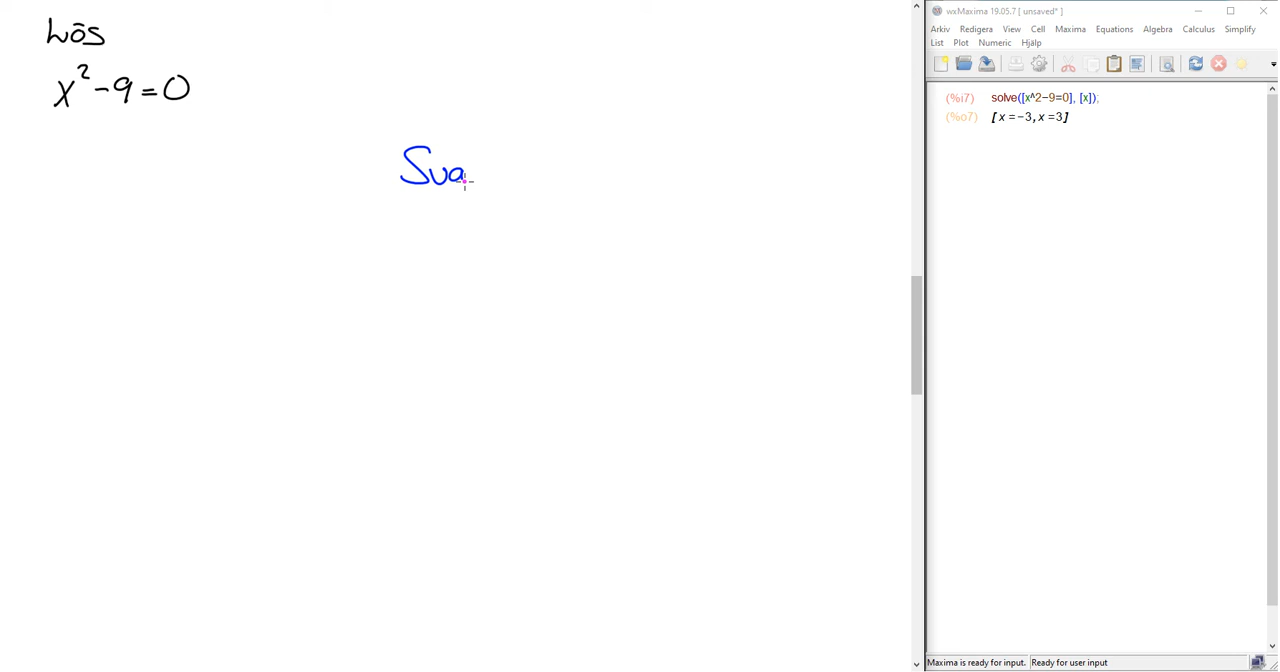 Lös
x²-9=0
Sva
wxMaxima 19.05.7 [ unsaved* ]
Arkiv Redigera View Cell Maxima Equations Algebra Calculus Simplify
List Plot Numeric Hjälp
(%i7) solve([x^2-9=0], [x]);
(%o7) [x=-3,x=3]
Maxima is ready for input. Ready for user input